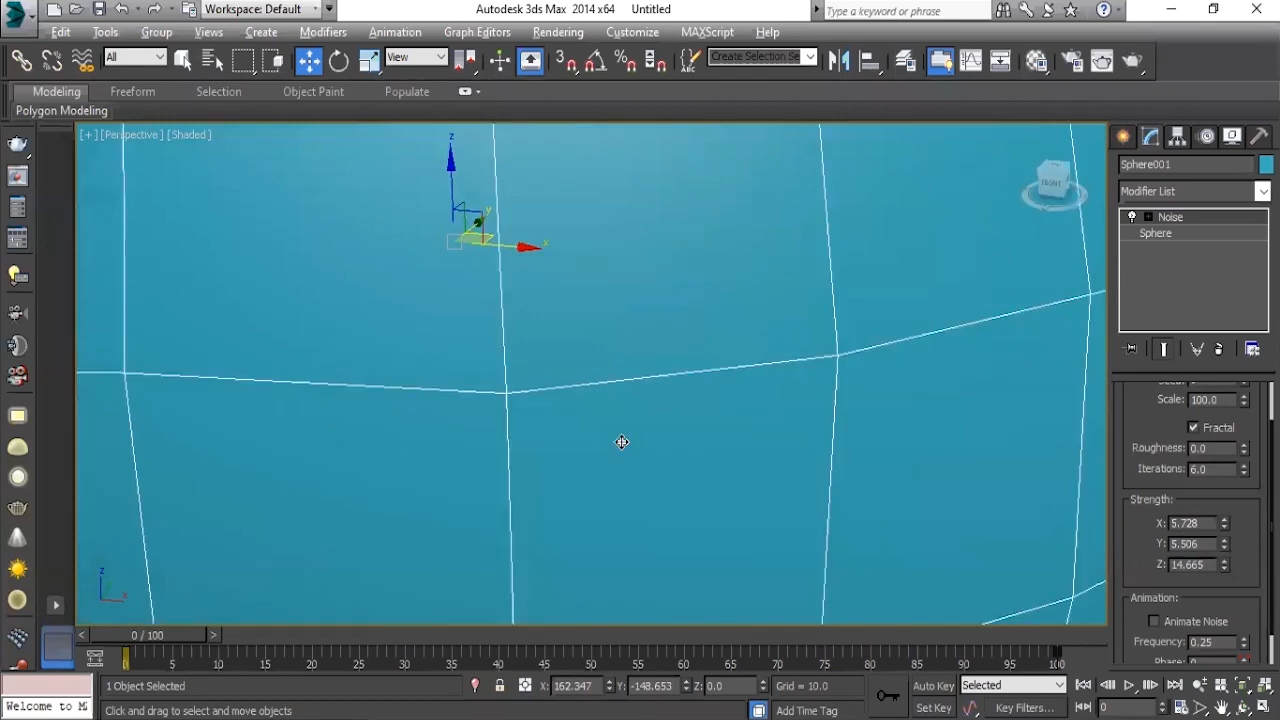 Workspace: Default
Autodesk 3ds Max 2014 x64 Untitled
Type a keyword or phrase
Edit Tools Group Views Create Modifiers Animation Graph Editors Rendering Customize MAXScript Help
All
View
3
Create Selection Se
Modeling Freeform Selection Object Paint Populate
Polygon Modeling
[+] [Perspective] [Shaded]
z
y
x
FRONT
Sphere001
Modifier List
Noise
Sphere
Scale: 100.0
Fractal
Roughness: 0.0
Iterations: 6.0
Strength:
X: 5.728
Y: 5.506
Z: 14.665
Animation:
Animate Noise
Frequency: 0.25
z
x
< 0 / 100 >
0 5 10 15 20 25 30 35 40 45 50 55 60 65 70 75 80 85 90 95 100
1 Object Selected
X: 162.347 Y: -148.653 Z: 0.0
Grid = 10.0
Auto Key
Selected
Welcome to M
Click and drag to select and move objects
Add Time Tag
Set Key
Key Filters...
0